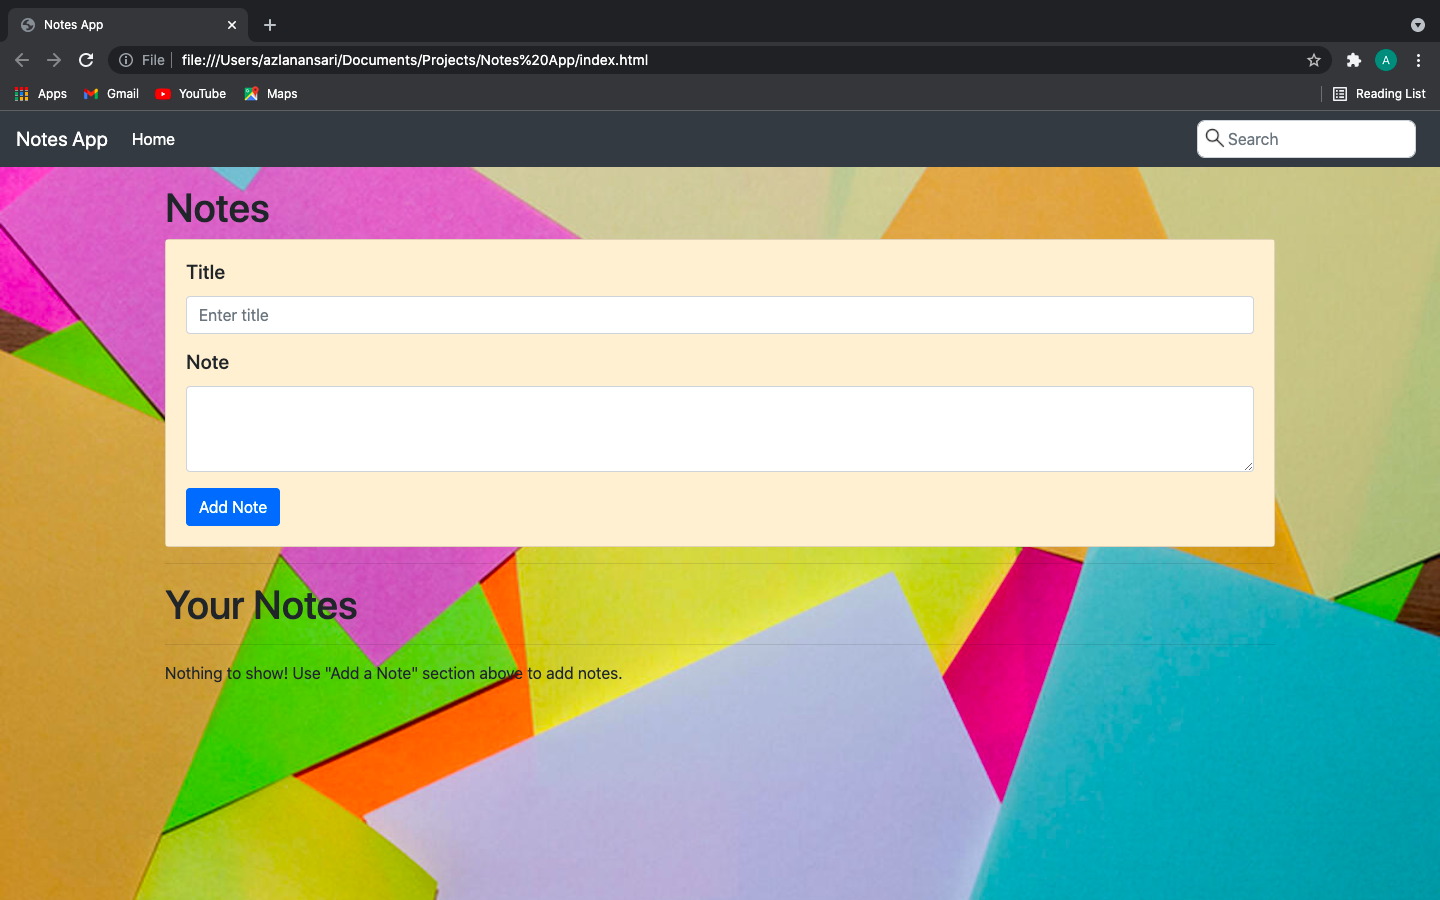 Notes App
File file:///Users/azlanansari/Documents/Projects/Notes%20App/index.html A
Apps Gmail YouTube Maps Reading List
Notes App Home Search
Notes
Title
Enter title
Note
Add Note
Your Notes
Nothing to show! Use "Add a Note" section above to add notes.